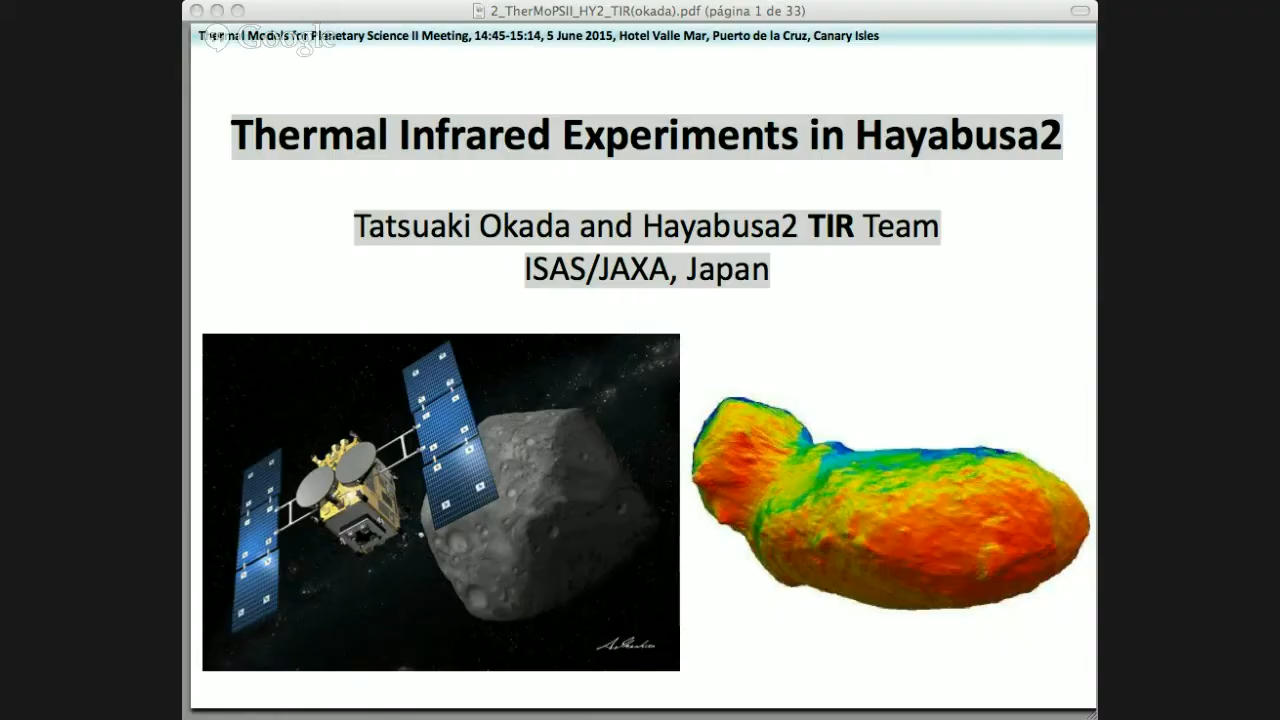 2_TherMoPSII_HY2_TIR(okada).pdf (página 1 de 33)
Thermal Models for Planetary Science II Meeting, 14:45-15:14, 5 June 2015, Hotel Valle Mar, Puerto de la Cruz, Canary Isles
Google
Thermal Infrared Experiments in Hayabusa2
Tatsuaki Okada and Hayabusa2 TIR Team
ISAS/JAXA, Japan